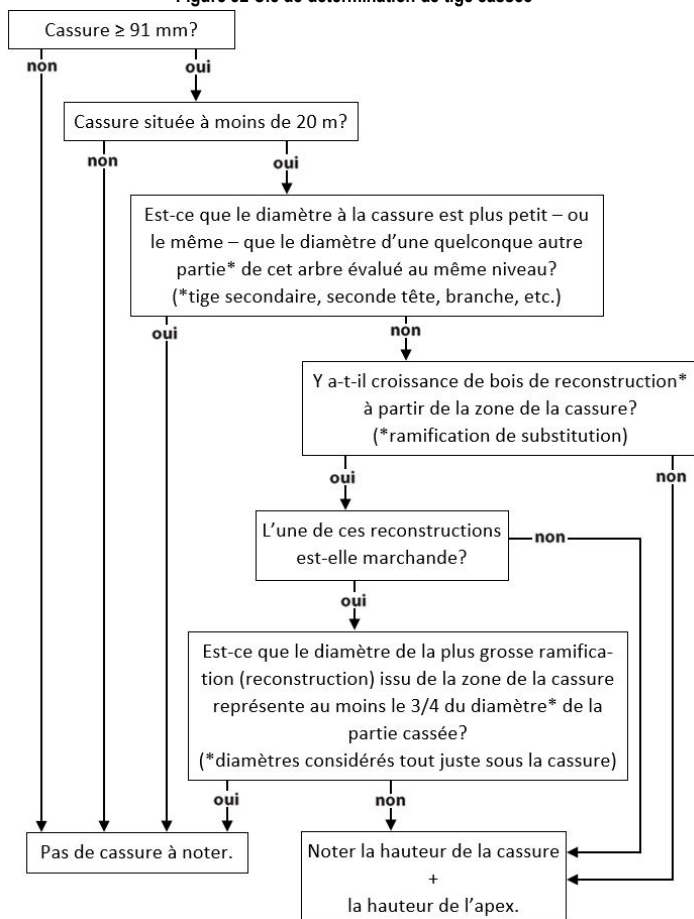 Figure Clé de détermination de tige cassée
Cassure ≥ 91 mm?
non
oui
Cassure située à moins de 20 m?
non
oui
Est-ce que le diamètre à la cassure est plus petit – ou
le même – que le diamètre d’une quelconque autre
partie* de cet arbre évalué au même niveau?
(*tige secondaire, seconde tête, branche, etc.)
oui
non
Y a-t-il croissance de bois de reconstruction*
à partir de la zone de la cassure?
(*ramification de substitution)
oui
non
L’une de ces reconstructions
est-elle marchande?
non
oui
Est-ce que le diamètre de la plus grosse ramifica-
tion (reconstruction) issu de la zone de la cassure
représente au moins le 3/4 du diamètre* de la
partie cassée?
(*diamètres considérés tout juste sous la cassure)
oui
non
Pas de cassure à noter.
Noter la hauteur de la cassure
+
la hauteur de l’apex.